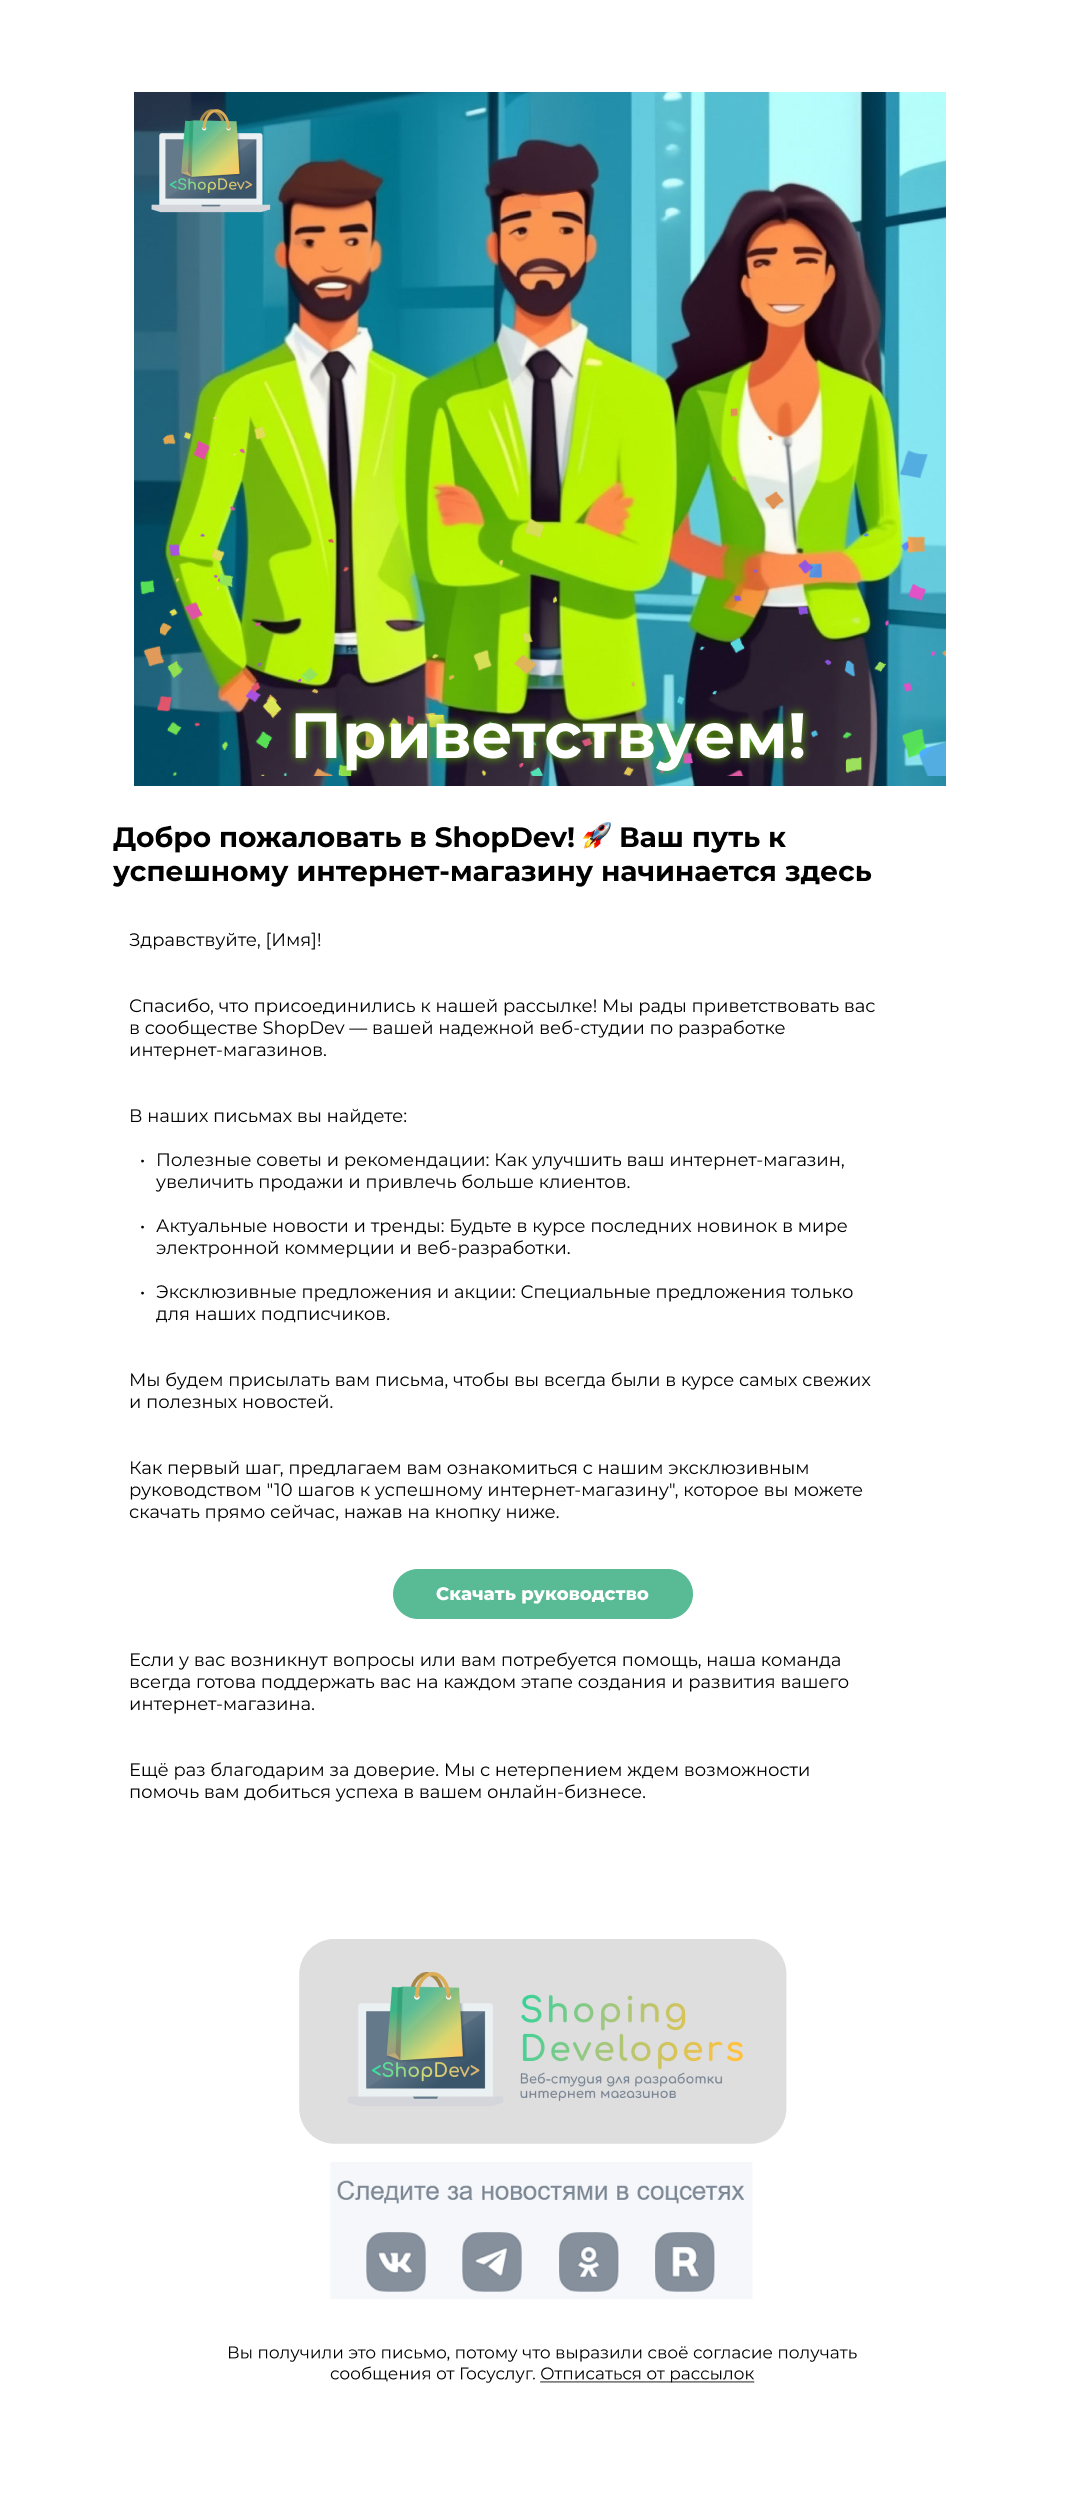 <ShopDev>
Приветствуем!
Добро пожаловать в ShopDev! 🚀 Ваш путь к
успешному интернет-магазину начинается здесь
Здравствуйте, [Имя]!
Спасибо, что присоединились к нашей рассылке! Мы рады приветствовать вас
в сообществе ShopDev — вашей надежной веб-студии по разработке
интернет-магазинов.
В наших письмах вы найдете:
• Полезные советы и рекомендации: Как улучшить ваш интернет-магазин,
увеличить продажи и привлечь больше клиентов.
• Актуальные новости и тренды: Будьте в курсе последних новинок в мире
электронной коммерции и веб-разработки.
• Эксклюзивные предложения и акции: Специальные предложения только
для наших подписчиков.
Мы будем присылать вам письма, чтобы вы всегда были в курсе самых свежих
и полезных новостей.
Как первый шаг, предлагаем вам ознакомиться с нашим эксклюзивным
руководством "10 шагов к успешному интернет-магазину", которое вы можете
скачать прямо сейчас, нажав на кнопку ниже.
Скачать руководство
Если у вас возникнут вопросы или вам потребуется помощь, наша команда
всегда готова поддержать вас на каждом этапе создания и развития вашего
интернет-магазина.
Ещё раз благодарим за доверие. Мы с нетерпением ждем возможности
помочь вам добиться успеха в вашем онлайн-бизнесе.
<ShopDev>
Shoping
Developers
Веб-студия для разработки
интернет магазинов
Следите за новостями в соцсетях
Вы получили это письмо, потому что выразили своё согласие получать
сообщения от Госуслуг. Отписаться от рассылок